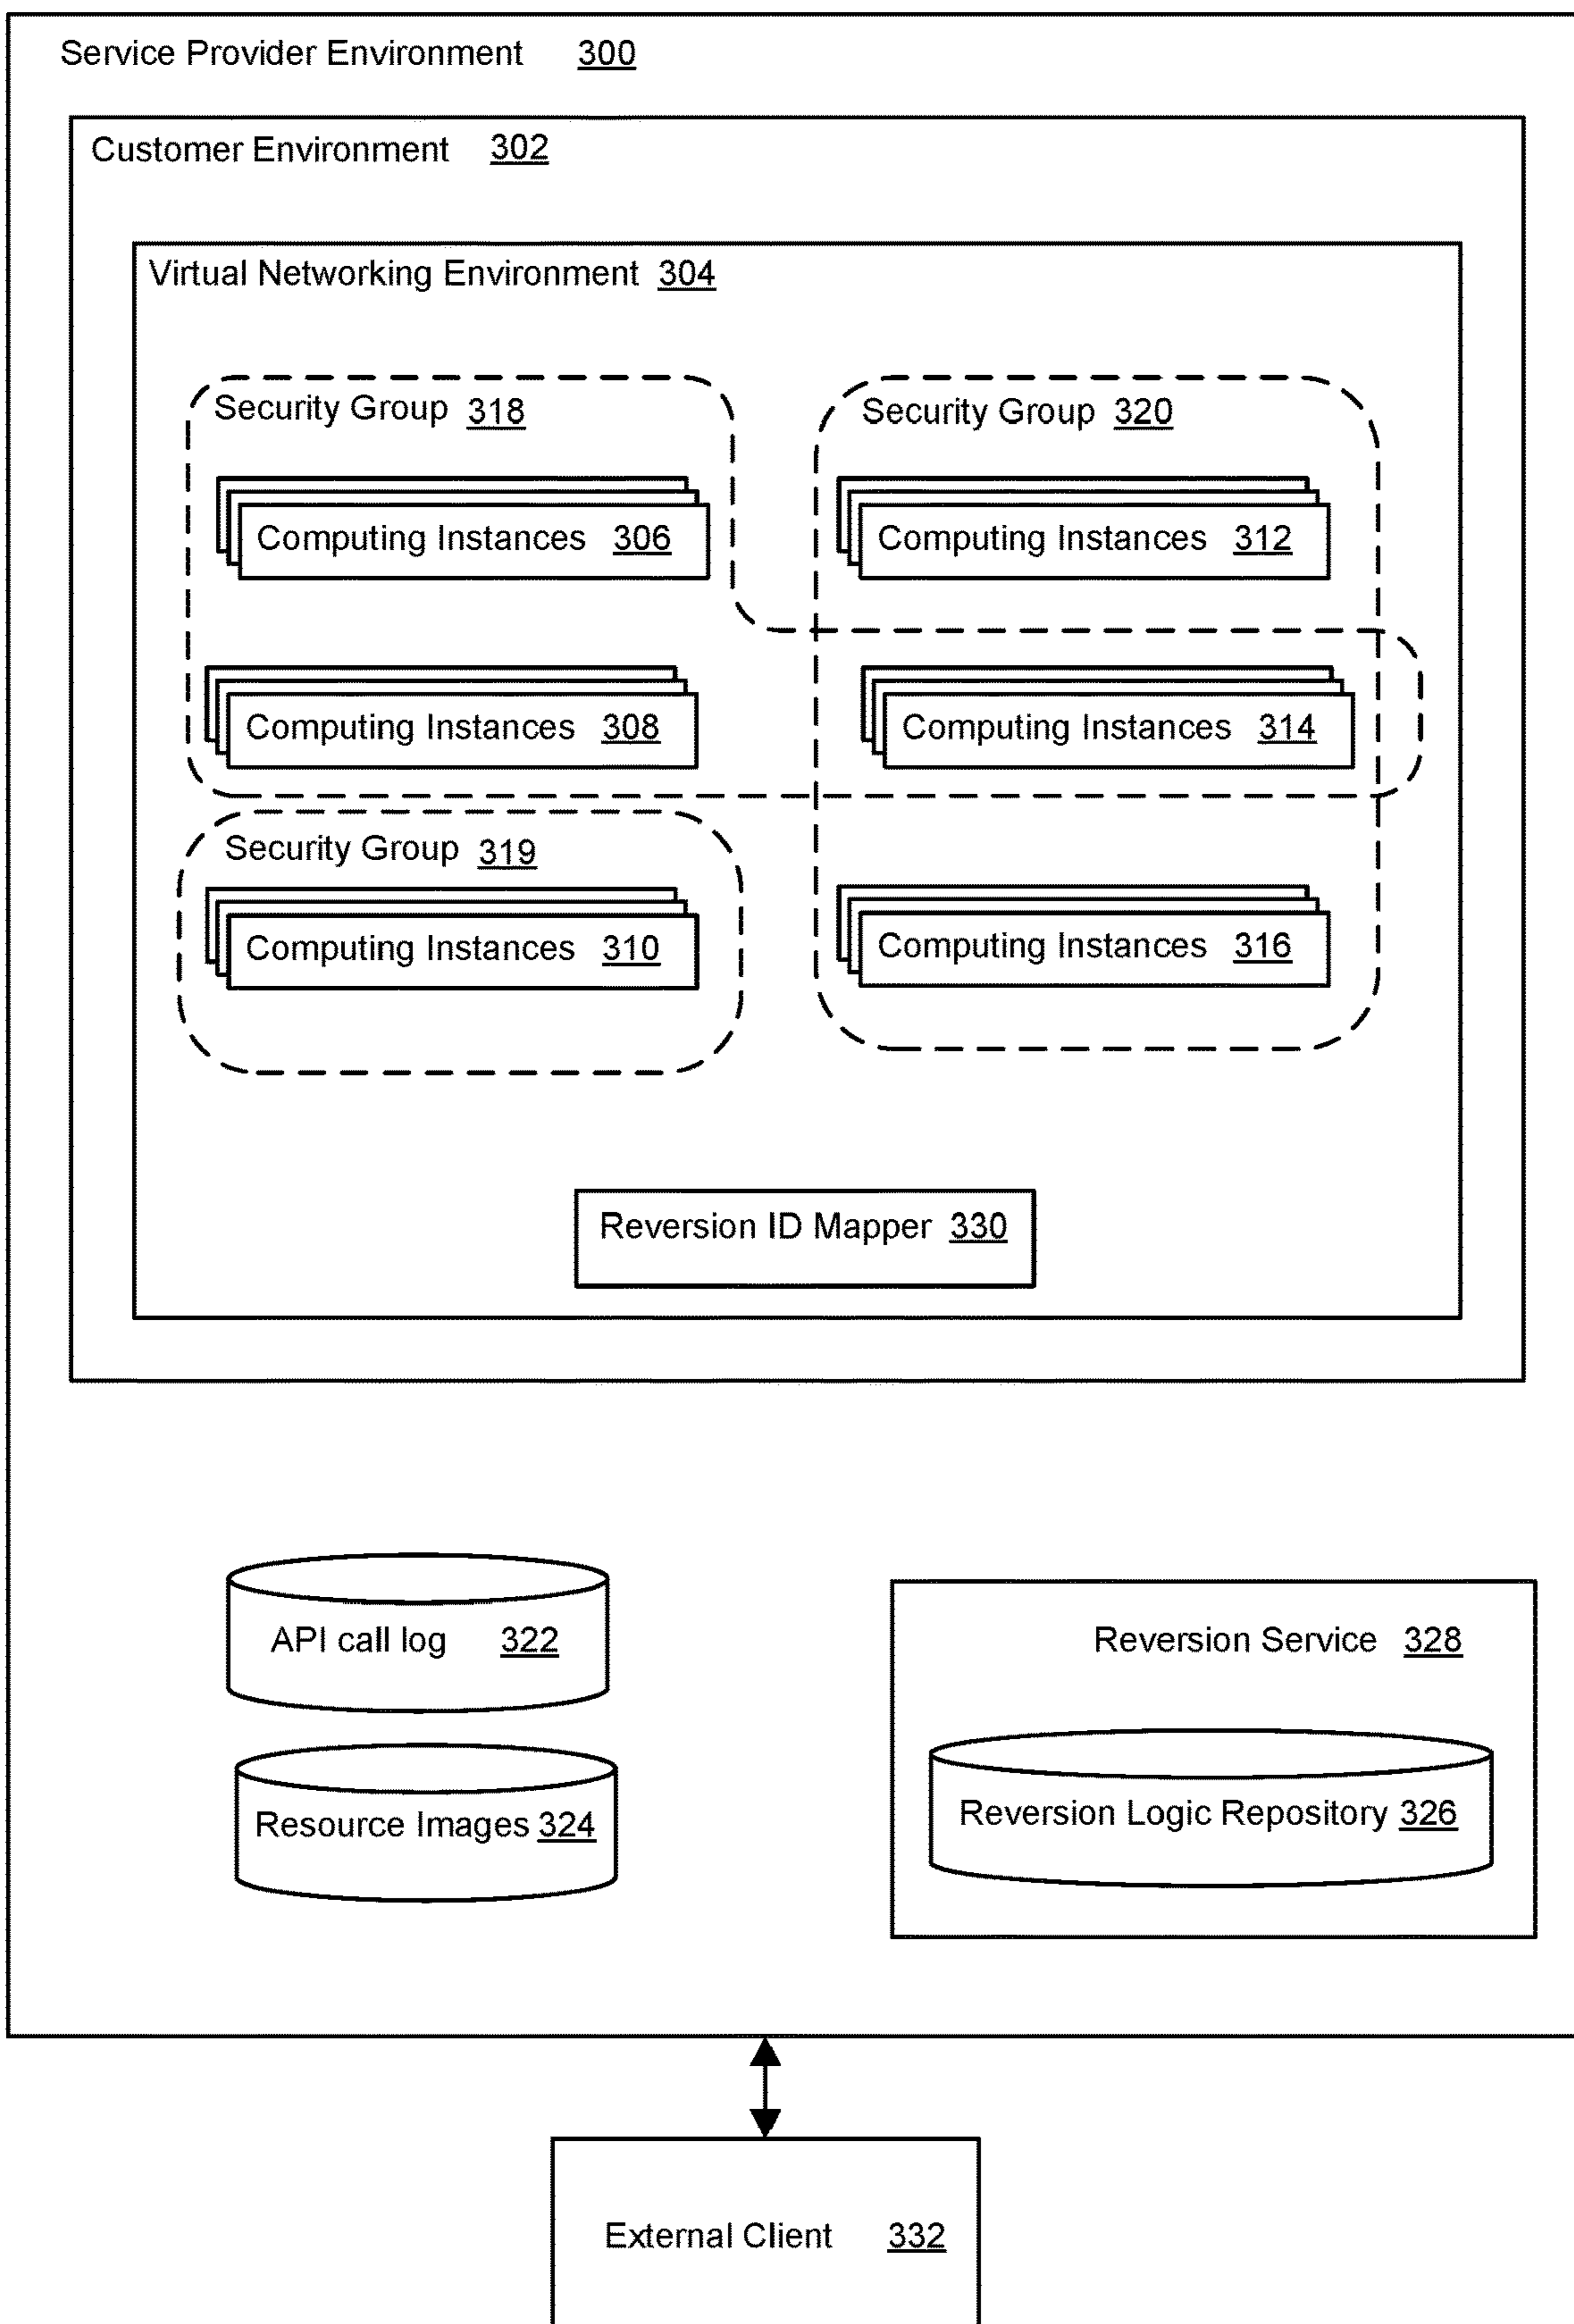 Service Provider Environment 300
Customer Environment 302
Virtual Networking Environment 304
Security Group 318
Security Group 320
Computing Instances 306
Computing Instances 312
Computing Instances 308
Computing Instances 314
Security Group 319
Computing Instances 310
Computing Instances 316
Reversion ID Mapper 330
API call log 322
Reversion Service 328
Resource Images 324
Reversion Logic Repository 326
External Client 332